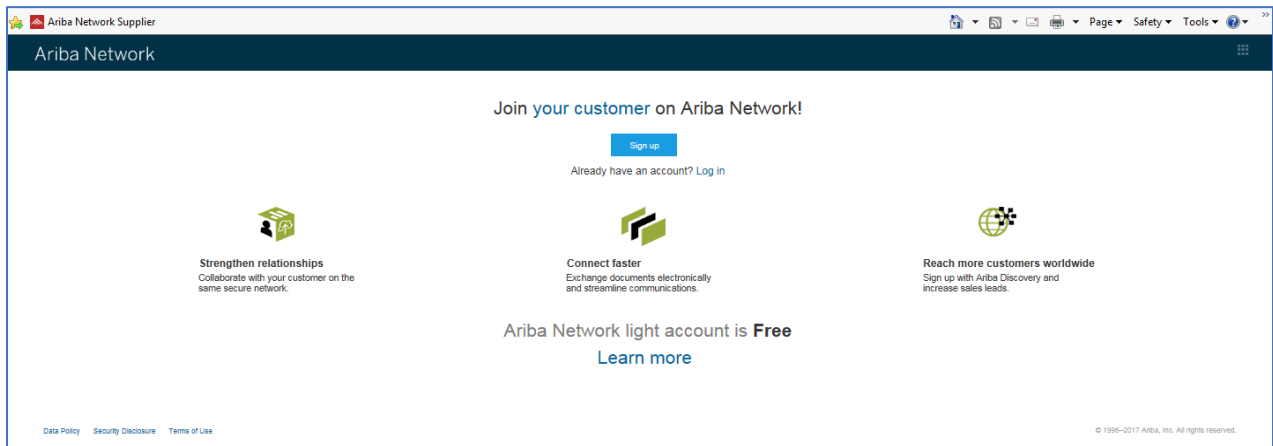 Ariba Network Supplier
Page Safety Tools
Ariba Network
Join your customer on Ariba Network!
Sign up
Already have an account? Log in
Strengthen relationships
Collaborate with your customer on the
same secure network.
Connect faster
Exchange documents electronically
and streamline communications.
Reach more customers worldwide
Sign up with Ariba Discovery and
increase sales leads.
Ariba Network light account is Free
Learn more
Data Policy Security Disclosure Terms of Use
© 1996–2017 Ariba, Inc. All rights reserved.